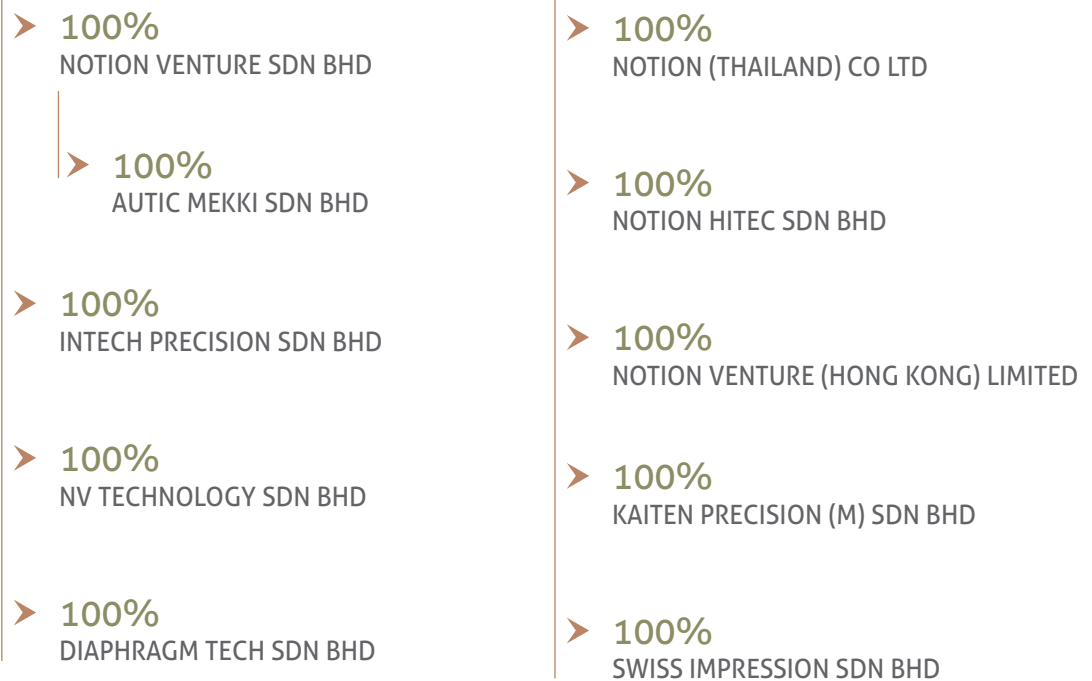 100%
NOTION VENTURE SDN BHD
100%
AUTIC MEKKI SDN BHD
100%
INTECH PRECISION SDN BHD
100%
NV TECHNOLOGY SDN BHD
100%
DIAPHRAGM TECH SDN BHD
100%
NOTION (THAILAND) CO LTD
100%
NOTION HITEC SDN BHD
100%
NOTION VENTURE (HONG KONG) LIMITED
100%
KAITEN PRECISION (M) SDN BHD
100%
SWISS IMPRESSION SDN BHD